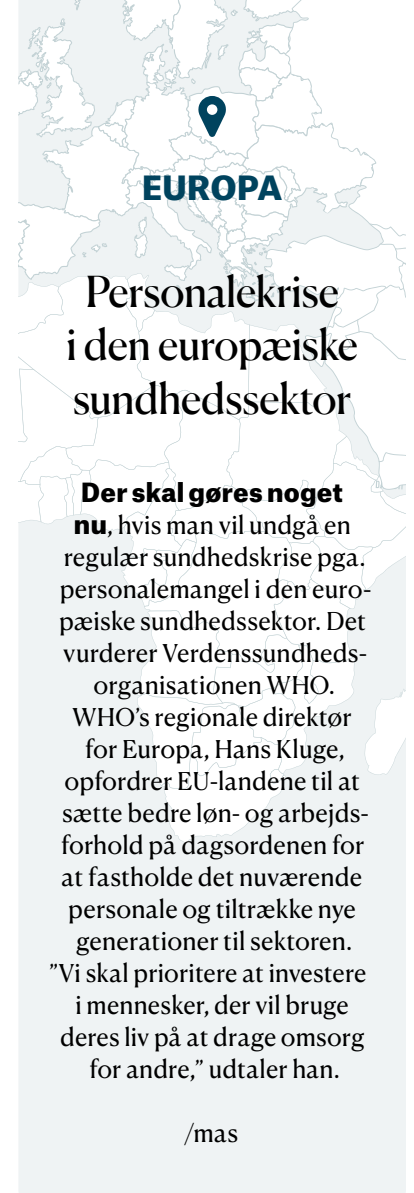 EUROPA
Personalekrise
i den europæiske
sundhedssektor
Der skal gøres noget
nu, hvis man vil undgå en
regulær sundhedskrise pga.
personalemangel i den euro-
pæiske sundhedssektor. Det
vurderer Verdenssundheds-
organisationen WHO.
WHO's regionale direktør
for Europa, Hans Kluge,
opfordrer EU-landene til at
sætte bedre løn- og arbejds-
forhold på dagsordenen for
at fastholde det nuværende
personale og tiltrække nye
generationer til sektoren.
”Vi skal prioritere at investere
i mennesker, der vil bruge
deres liv på at drage omsorg
for andre,” udtaler han.
/mas